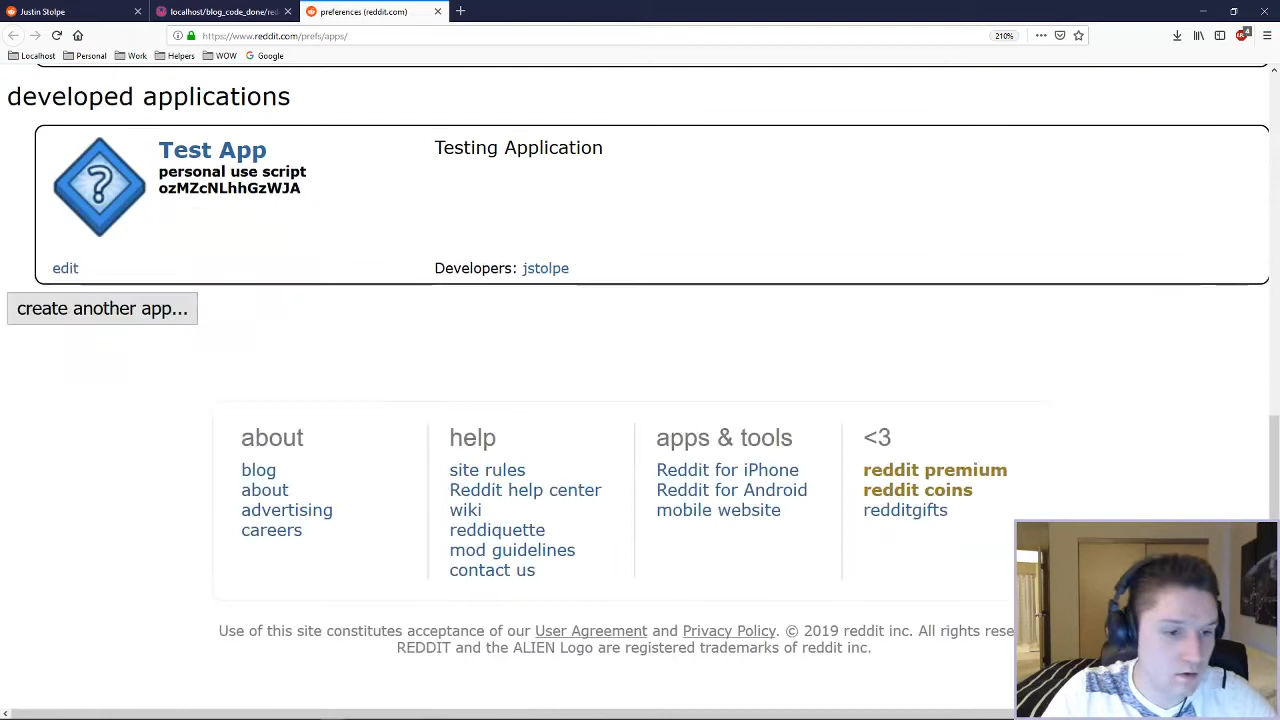 Justin Stolpe
localhost/blog_code_done/red
preferences (reddit.com)
https://www.reddit.com/prefs/apps/
210%
4
Localhost Personal Work Helpers WOW Google
developed applications
Test App
Testing Application
personal use script
ozMZcNLhhGzWJA
edit
Developers: jstolpe
create another app...
about
blog
about
advertising
careers
help
site rules
Reddit help center
wiki
reddiquette
mod guidelines
contact us
apps & tools
Reddit for iPhone
Reddit for Android
mobile website
<3
reddit premium
reddit coins
redditgifts
Use of this site constitutes acceptance of our User Agreement and Privacy Policy. © 2019 reddit inc. All rights rese
REDDIT and the ALIEN Logo are registered trademarks of reddit inc.